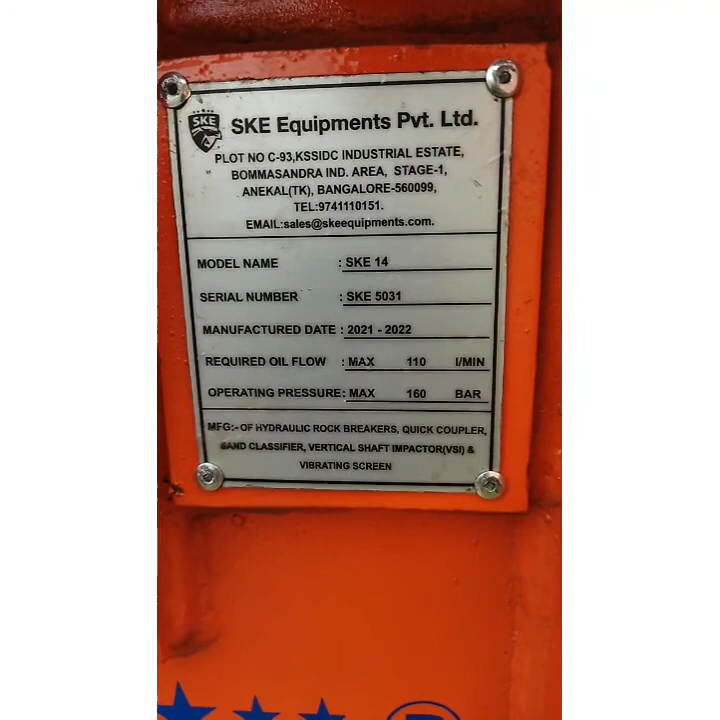 SKE
SKE Equipments Pvt. Ltd.
PLOT NO C-93,KSSIDC INDUSTRIAL ESTATE,
BOMMASANDRA IND. AREA, STAGE-1,
ANEKAL(TK), BANGALORE-560099,
TEL:9741110151.
EMAIL:sales@skeequipments.com.
MODEL NAME : SKE 14
SERIAL NUMBER : SKE 5031
MANUFACTURED DATE : 2021 - 2022
REQUIRED OIL FLOW : MAX 110 l/MIN
OPERATING PRESSURE: MAX 160 BAR
MFG:- OF HYDRAULIC ROCK BREAKERS, QUICK COUPLER,
SAND CLASSIFIER, VERTICAL SHAFT IMPACTOR(VSI) &
VIBRATING SCREEN